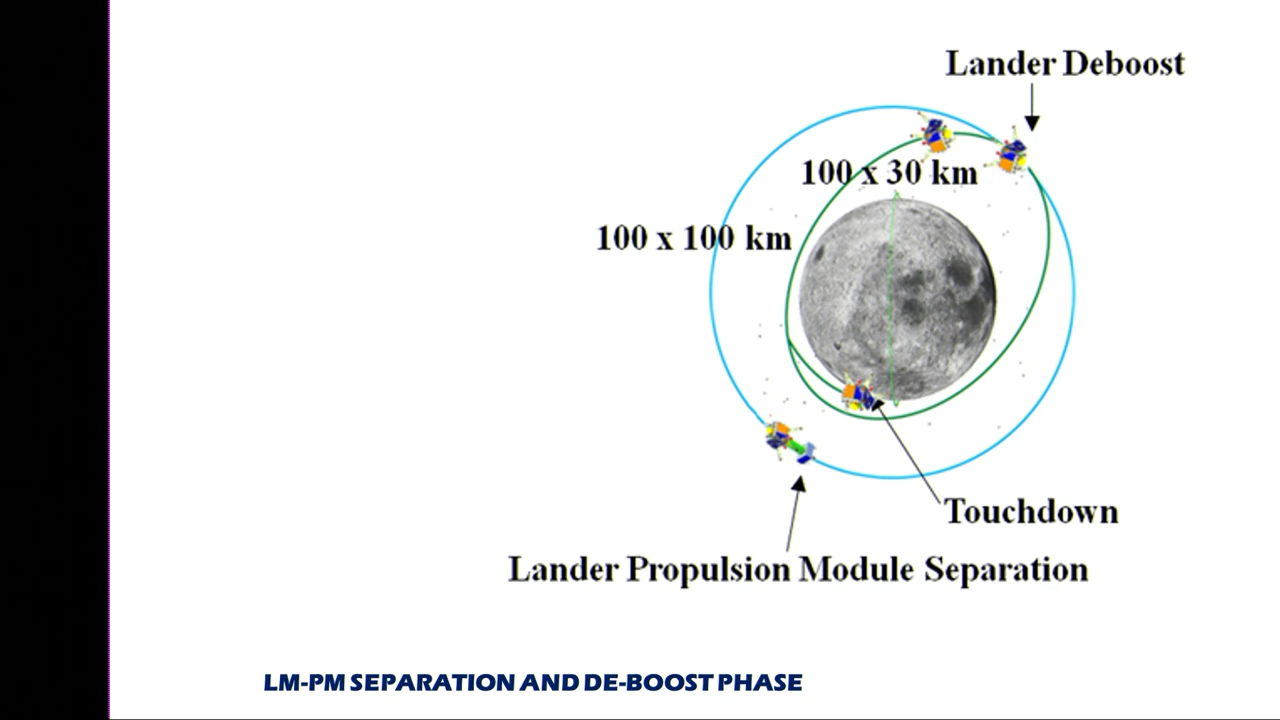 Lander Deboost
100 x 30 km
100 x 100 km
Touchdown
Lander Propulsion Module Separation
LM-PM SEPARATION AND DE-BOOST PHASE